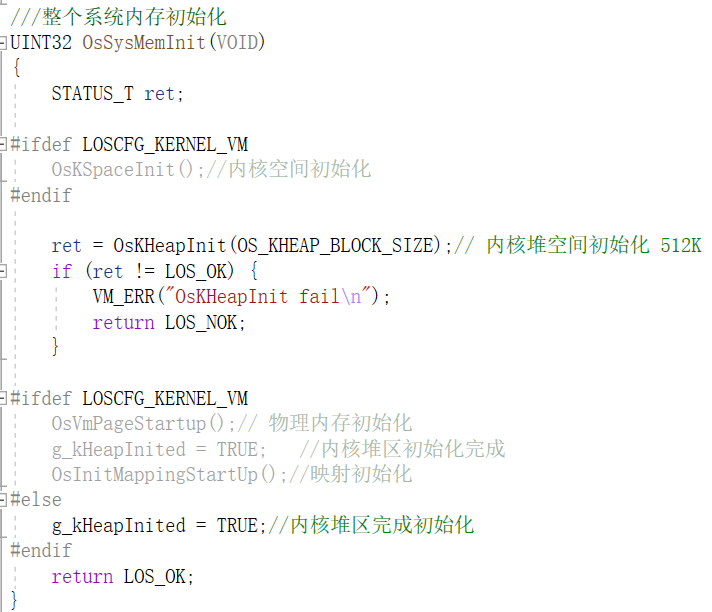 ///整个系统内存初始化
UINT32 OsSysMemInit(VOID)
{
    STATUS_T ret;

#ifdef LOSCFG_KERNEL_VM
    OsKSpaceInit();//内核空间初始化
#endif

    ret = OsKHeapInit(OS_KHEAP_BLOCK_SIZE);// 内核堆空间初始化 512K
    if (ret != LOS_OK) {
        VM_ERR("OsKHeapInit fail\n");
        return LOS_NOK;
    }

#ifdef LOSCFG_KERNEL_VM
    OsVmPageStartup();// 物理内存初始化
    g_kHeapInited = TRUE;   //内核堆区初始化完成
    OsInitMappingStartUp();//映射初始化
#else
    g_kHeapInited = TRUE;//内核堆区完成初始化
#endif
    return LOS_OK;
}